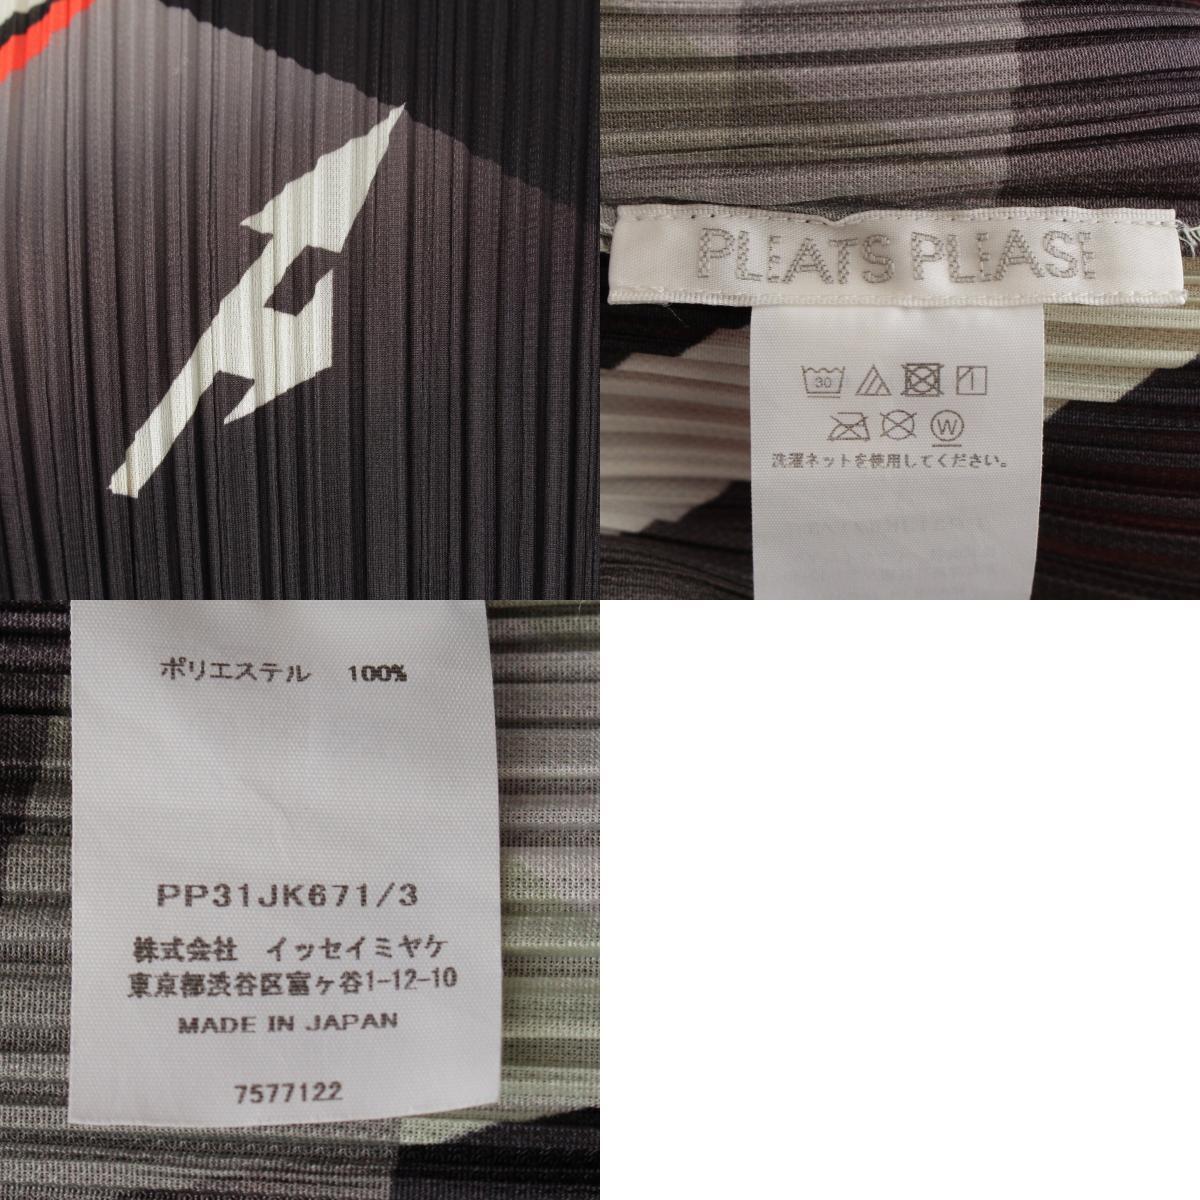 PLEATS PLEASE
30
W
洗濯ネットを使用してください。
ポリエステル 100%
PP31JK671/3
株式会社 イッセイミヤケ
東京都渋谷区富ヶ谷1-12-10
MADE IN JAPAN
7577122